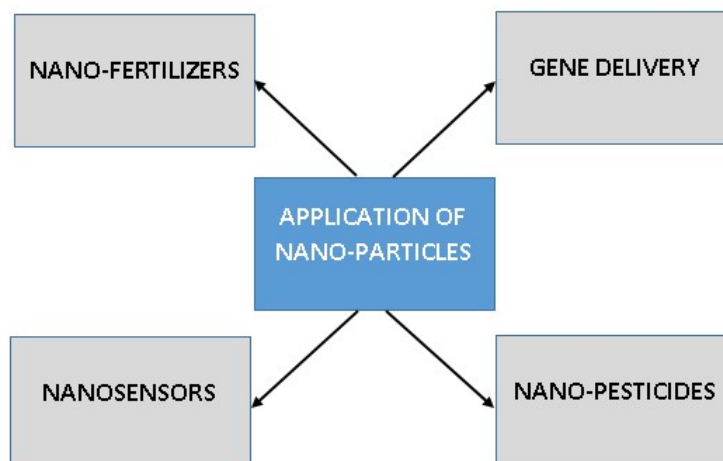 NANO-FERTILIZERS
GENE DELIVERY
APPLICATION OF
NANO-PARTICLES
NANOSENSORS
NANO-PESTICIDES